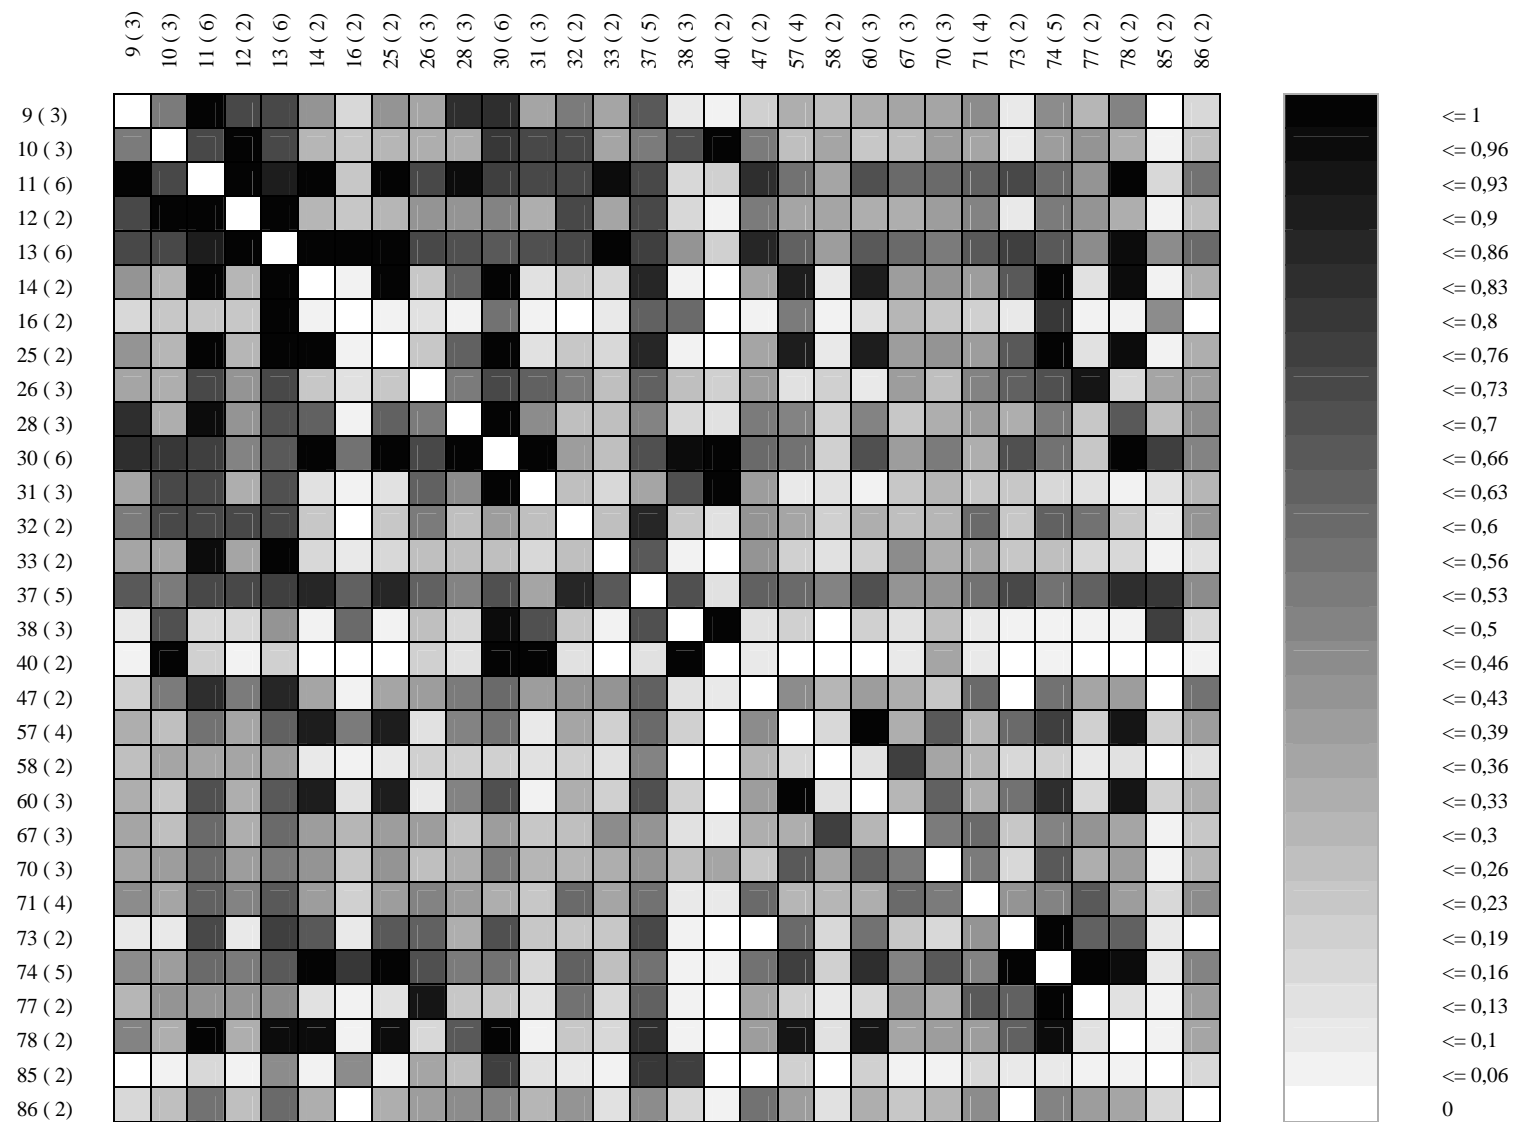 9 ( 3) 10 ( 3) 11 ( 6) 12 ( 2) 13 ( 6) 14 ( 2) 16 ( 2) 25 ( 2) 26 ( 3) 28 ( 3) 30 ( 6) 31 ( 3) 32 ( 2) 33 ( 2) 37 ( 5) 38 ( 3) 40 ( 2) 47 ( 2) 57 ( 4) 58 ( 2) 60 ( 3) 67 ( 3) 70 ( 3) 71 ( 4) 73 ( 2) 74 ( 5) 77 ( 2) 78 ( 2) 85 ( 2) 86 ( 2)
9 ( 3) <= 1
10 ( 3) <= 0,96
11 ( 6) <= 0,93
12 ( 2) <= 0,9
13 ( 6) <= 0,86
14 ( 2) <= 0,83
16 ( 2) <= 0,8
25 ( 2) <= 0,76
26 ( 3) <= 0,73
28 ( 3) <= 0,7
30 ( 6) <= 0,66
31 ( 3) <= 0,63
32 ( 2) <= 0,6
33 ( 2) <= 0,56
37 ( 5) <= 0,53
38 ( 3) <= 0,5
40 ( 2) <= 0,46
47 ( 2) <= 0,43
57 ( 4) <= 0,39
58 ( 2) <= 0,36
60 ( 3) <= 0,33
67 ( 3) <= 0,3
70 ( 3) <= 0,26
71 ( 4) <= 0,23
73 ( 2) <= 0,19
74 ( 5) <= 0,16
77 ( 2) <= 0,13
78 ( 2) <= 0,1
85 ( 2) <= 0,06
86 ( 2) 0